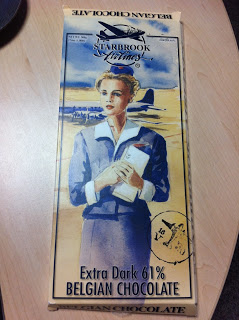 BELGIAN CHOCOLATE
STARBROOK
Airlines
®
Extra Dark 61%
BELGIAN CHOCOLATE
BELGIAN CHOCOLATE